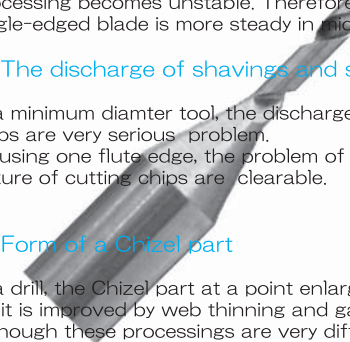 ocessing becomes unstable. Therefore
gle-edged blade is more steady in mic
The discharge of shavings and s
a minimum diamter tool, the discharge
ps are very serious problem.
using one flute edge, the problem of
ture of cutting chips are clearable.
Form of a Chizel part
a drill, the Chizel part at a point enlarg
it is improved by web thinning and ga
hough these processings are very diff